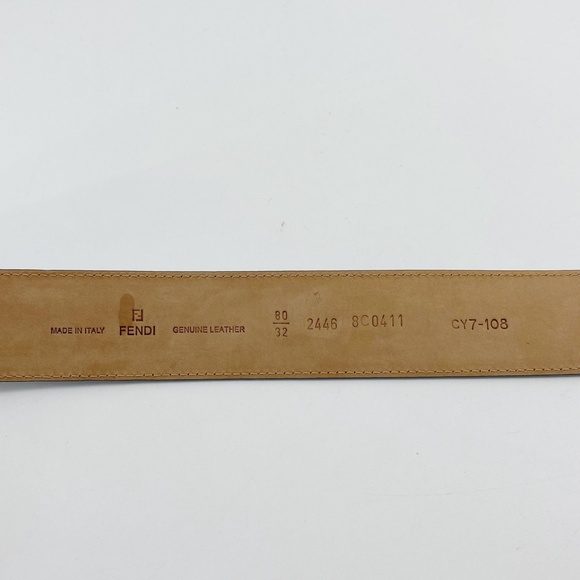 MADE IN ITALY FENDI GENUINE LEATHER 80/32 2446 8C0411 CY7-108